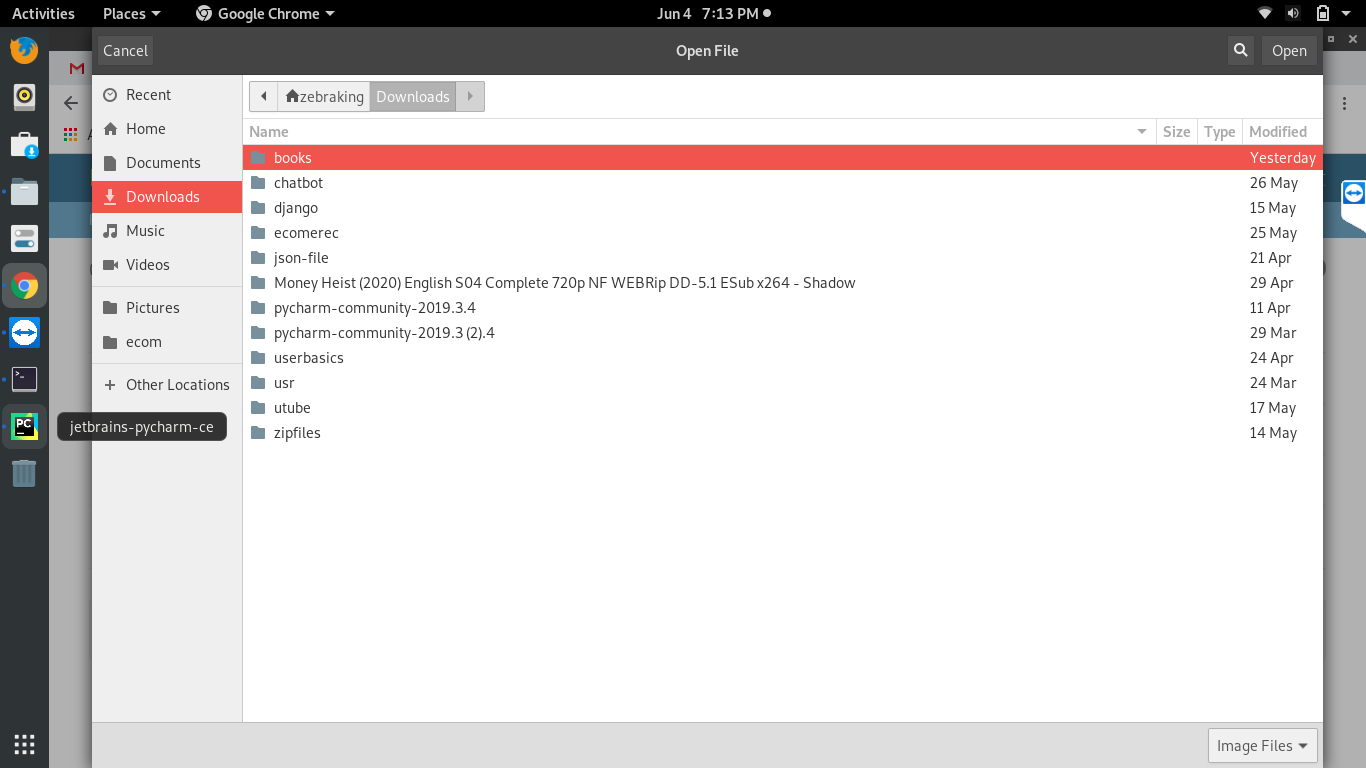 Activities Places Google Chrome Jun 4 7:13 PM
Cancel Open File Open
Recent
Home
Documents
Downloads
Music
Videos
Pictures
ecom
Other Locations
jetbrains-pycharm-ce
zebraking Downloads
Name Size Type Modified
books Yesterday
chatbot 26 May
django 15 May
ecomerec 25 May
json-file 21 Apr
Money Heist (2020) English S04 Complete 720p NF WEBRip DD-5.1 ESub x264 - Shadow 29 Apr
pycharm-community-2019.3.4 11 Apr
pycharm-community-2019.3 (2).4 29 Mar
userbasics 24 Apr
usr 24 Mar
utube 17 May
zipfiles 14 May
PC
Image Files